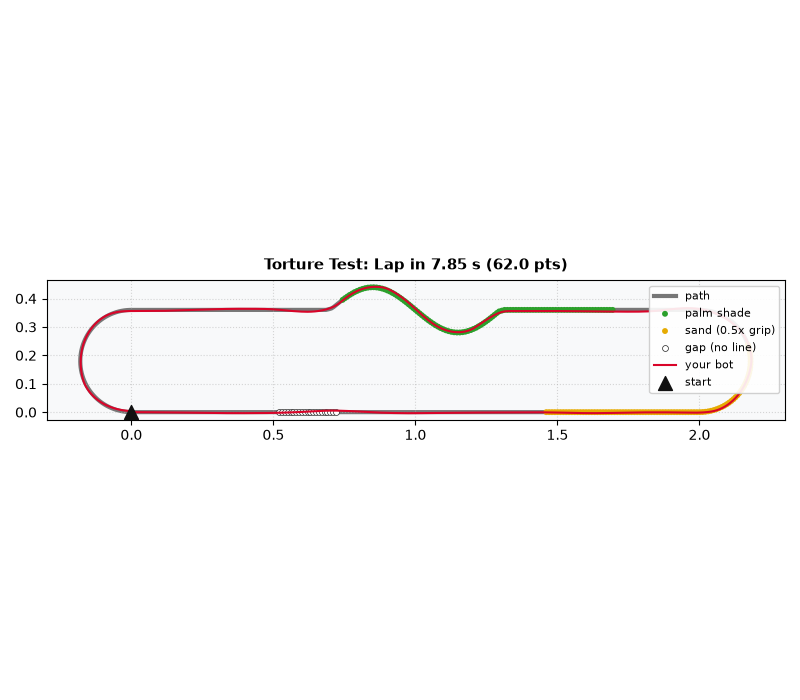 Torture Test: Lap in 7.85 s (62.0 pts)
0.4
0.3
0.2
0.1
0.0
path
palm shade
sand (0.5x grip)
gap (no line)
your bot
start
0.0
0.5
1.0
1.5
2.0